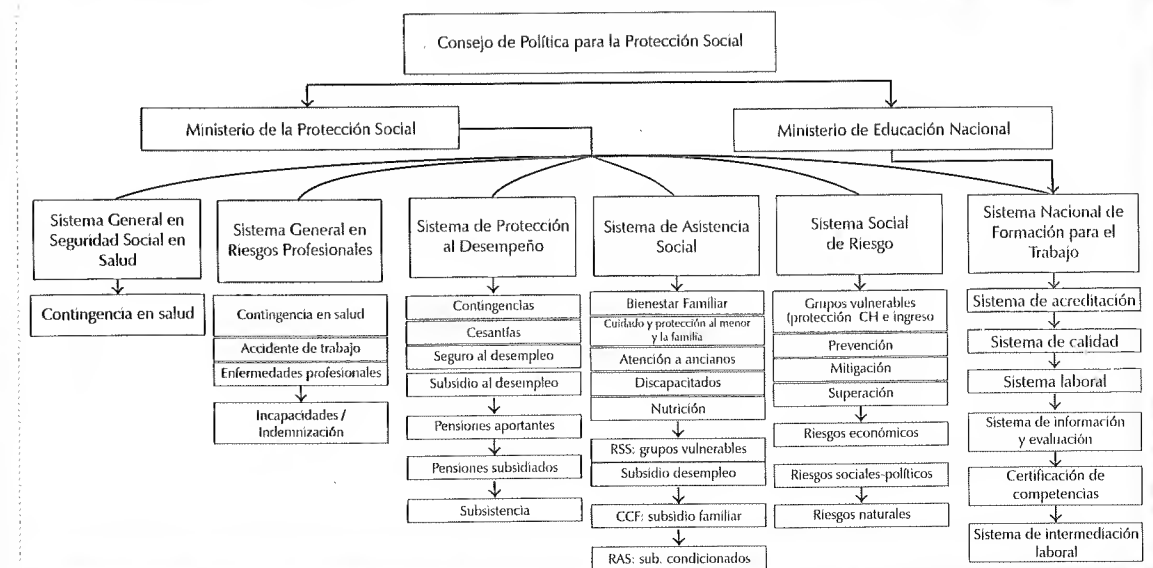 Consejo de Política para la Protección Social
Ministerio de la Protección Social
Ministerio de Educación Nacional
Sistema General en
Seguridad Social en
Salud
Contingencia en salud
Sistema General en
Riesgos Profesionales
Contingencia en salud
Accidente de trabajo
Enfermedades profesionales
Incapacidades /
Indemnización
Sistema de Protección
al Desempeño
Contingencias
Cesantías
Seguro al desempleo
Subsidio al desempleo
Pensiones aportantes
Pensiones subsidiados
Subsistencia
Sistema de Asistencia
Social
Bienestar Familiar
Cuidado y protección al menor
y la familia
Atención a ancianos
Discapacitados
Nutrición
RSS: grupos vulnerables
Subsidio desempleo
CCF: subsidio familiar
RAS: sub. condicionados
Sistema Social
de Riesgo
Grupos vulnerables
(protección CH e ingreso
Prevención
Mitigación
Superación
Riesgos económicos
Riesgos sociales-políticos
Riesgos naturales
Sistema Nacional de
Formación para el
Trabajo
Sistema de acreditación
Sistema de calidad
Sistema laboral
Sistema de información
y evaluación
Certificación de
competencias
Sistema de intermediación
laboral